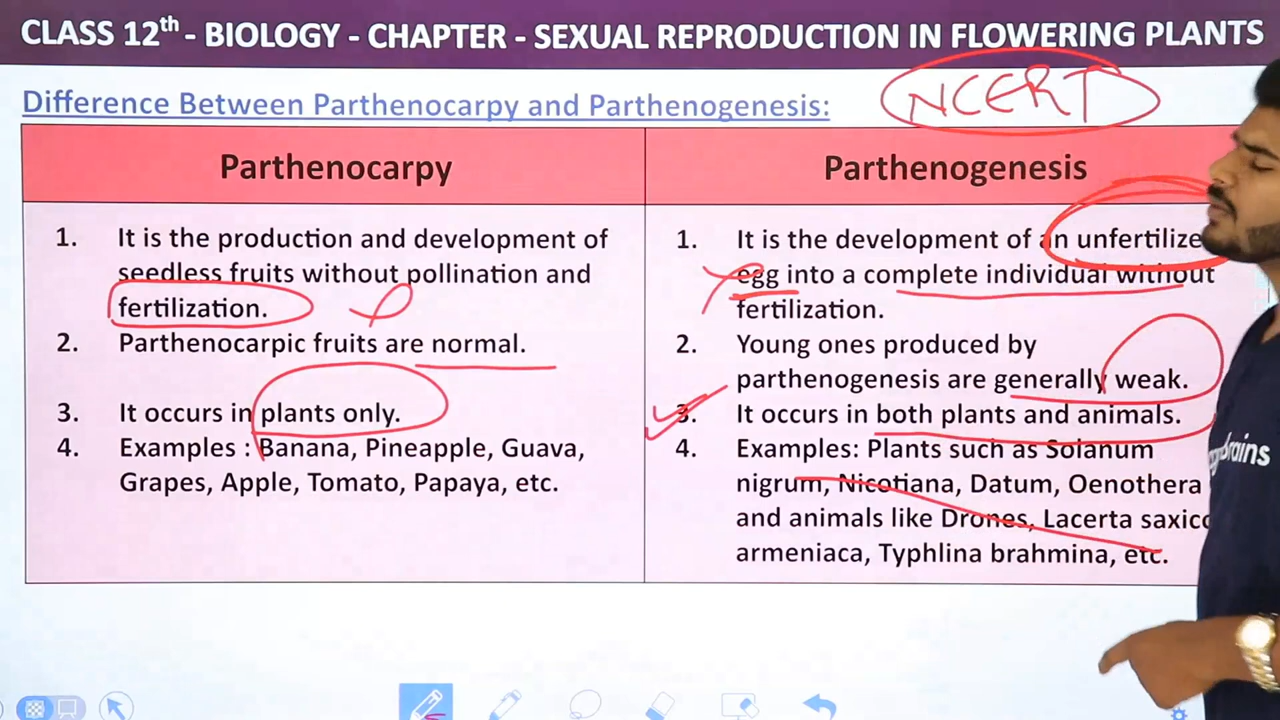 CLASS 12th - BIOLOGY - CHAPTER - SEXUAL REPRODUCTION IN FLOWERING PLANTS
Difference Between Parthenocarpy and Parthenogenesis:
NCERT
Parthenocarpy
1. It is the production and development of
seedless fruits without pollination and
fertilization.
2. Parthenocarpic fruits are normal.
3. It occurs in plants only.
4. Examples : Banana, Pineapple, Guava,
Grapes, Apple, Tomato, Papaya, etc.
Parthenogenesis
1. It is the development of an unfertilize
egg into a complete individual without
fertilization.
2. Young ones produced by
parthenogenesis are generally weak.
3. It occurs in both plants and animals.
4. Examples: Plants such as Solanum
nigrum, Nicotiana, Datum, Oenothera
and animals like Drones, Lacerta saxico
armeniaca, Typhlina brahmina, etc.
Brains